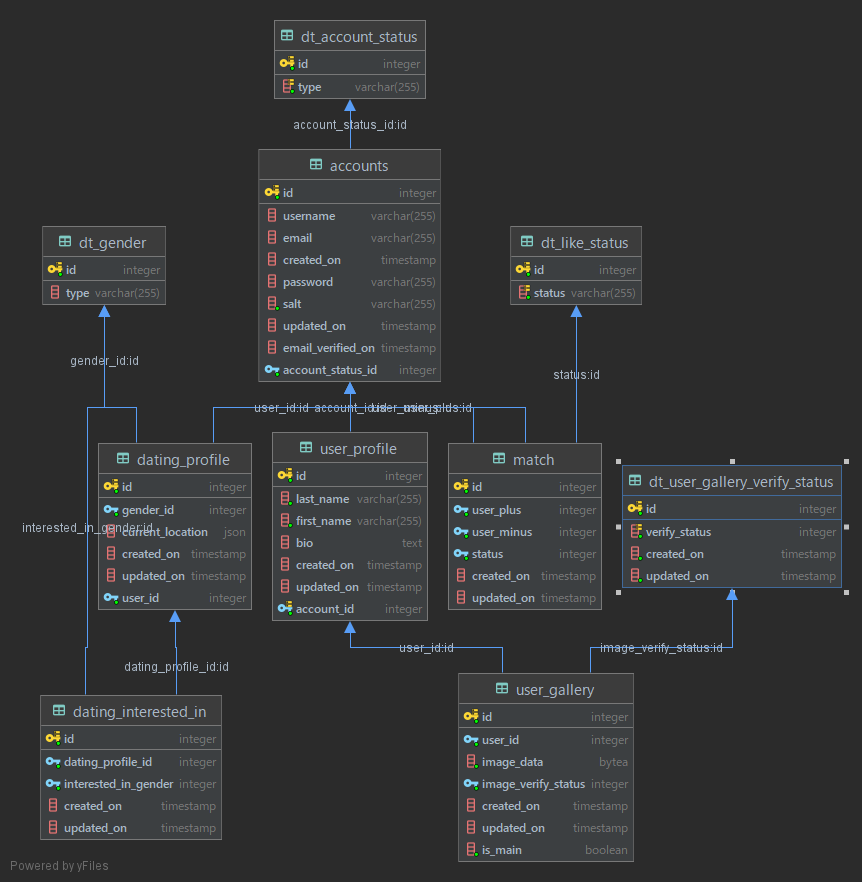 dt_account_status
id integer
type varchar(255)
account_status_id:id
accounts
id integer
username varchar(255)
email varchar(255)
created_on timestamp
password varchar(255)
salt varchar(255)
updated_on timestamp
email_verified_on timestamp
account_status_id integer
dt_gender
id integer
type varchar(255)
dt_like_status
id integer
status varchar(255)
gender_id:id
status:id
user_id:id
dating_profile
id integer
gender_id integer
current_location json
created_on timestamp
updated_on timestamp
user_id integer
interested_in_gender:id
user_profile
id integer
last_name varchar(255)
first_name varchar(255)
bio text
created_on timestamp
updated_on timestamp
account_id integer
match
id integer
user_plus integer
user_minus integer
status integer
created_on timestamp
updated_on timestamp
dt_user_gallery_verify_status
id integer
verify_status integer
created_on timestamp
updated_on timestamp
dating_profile_id:id
user_id:id
image_verify_status:id
dating_interested_in
id integer
dating_profile_id integer
interested_in_gender integer
created_on timestamp
updated_on timestamp
user_gallery
id integer
user_id integer
image_data bytea
image_verify_status integer
created_on timestamp
updated_on timestamp
is_main boolean
Powered by yFiles